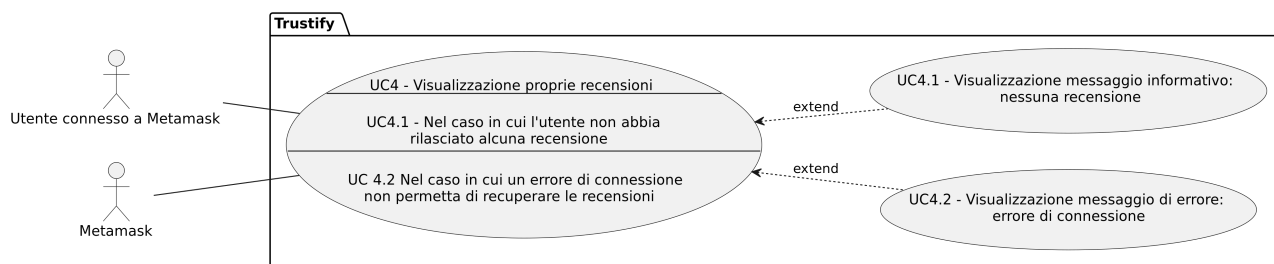 Trustify
Utente connesso a Metamask
Metamask
UC4 - Visualizzazione proprie recensioni
UC4.1 - Nel caso in cui l'utente non abbia
rilasciato alcuna recensione
UC 4.2 Nel caso in cui un errore di connessione
non permetta di recuperare le recensioni
extend
extend
UC4.1 - Visualizzazione messaggio informativo:
nessuna recensione
UC4.2 - Visualizzazione messaggio di errore:
errore di connessione